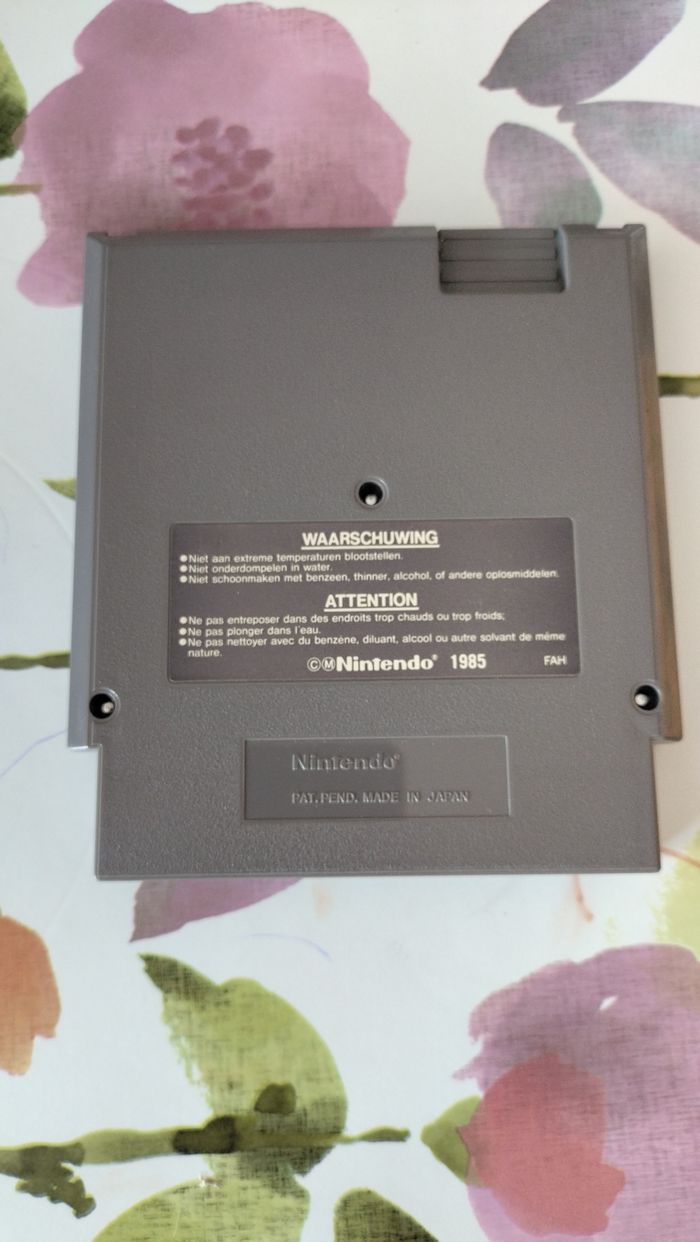 WAARSCHUWING
●Niet aan extreme temperaturen blootstellen.
●Niet onderdompelen in water.
●Niet schoonmaken met benzeen, thinner, alcohol, of andere oplosmiddelen.
ATTENTION
●Ne pas entreposer dans des endroits trop chauds ou trop froids;
●Ne pas plonger dans l'eau.
●Ne pas nettoyer avec du benzène, diluant, alcool ou autre solvant de même
nature.
©ⓂNintendo® 1985 FAH
Nintendo®
PAT. PEND. MADE IN JAPAN